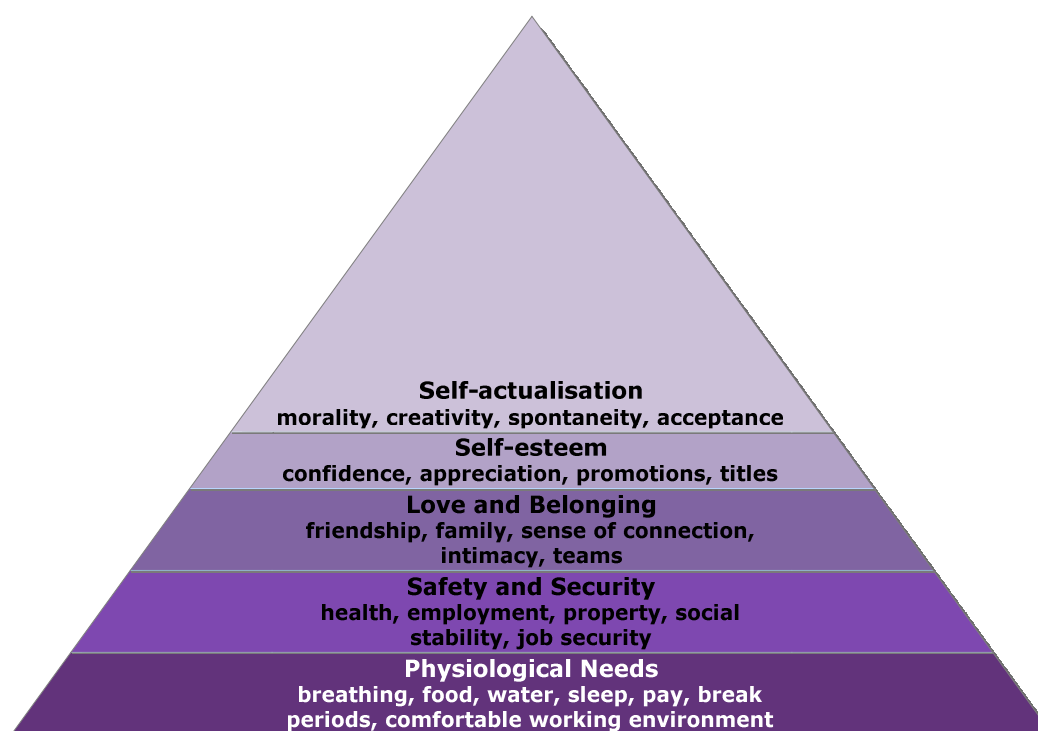 Self-actualisation
morality, creativity, spontaneity, acceptance
Self-esteem
confidence, appreciation, promotions, titles
Love and Belonging
friendship, family, sense of connection,
intimacy, teams
Safety and Security
health, employment, property, social
stability, job security
Physiological Needs
breathing, food, water, sleep, pay, break
periods, comfortable working environment